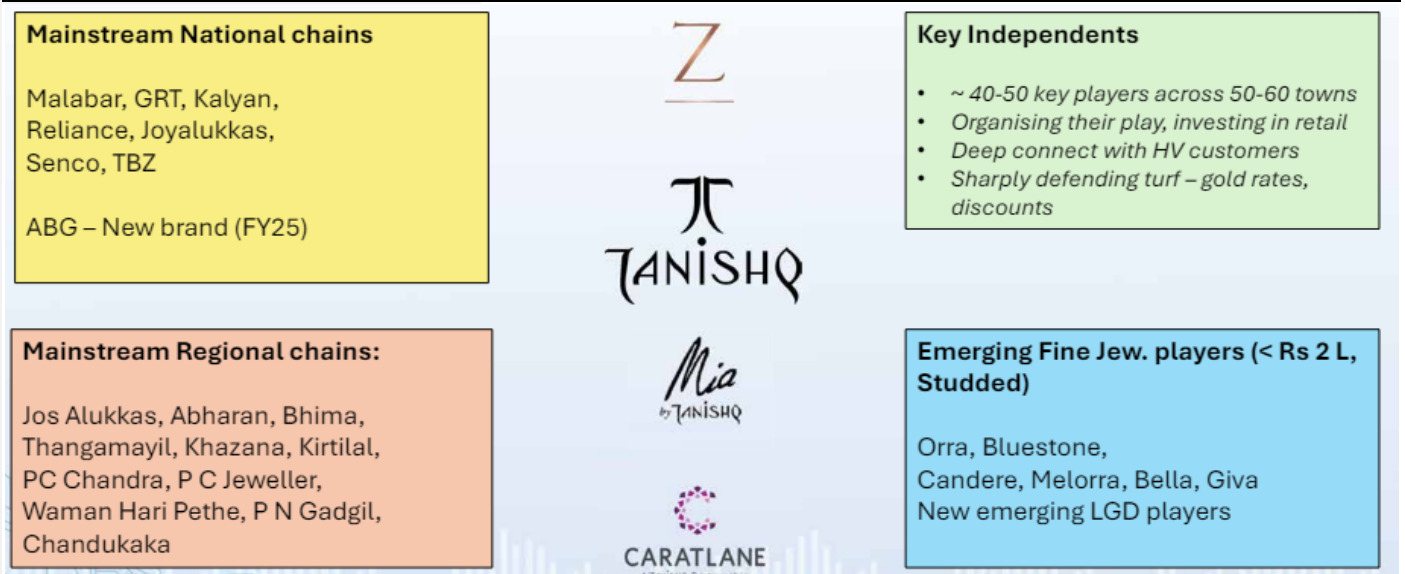 Mainstream National chains
Malabar, GRT, Kalyan,
Reliance, Joyalukkas,
Senco, TBZ
ABG – New brand (FY25)
Mainstream Regional chains:
Jos Alukkas, Abharan, Bhima,
Thangamayil, Khazana, Kirtilal,
PC Chandra, P C Jeweller,
Waman Hari Pethe, P N Gadgil,
Chandukaka
Z
TANISHQ
Mia
by TANISHQ
CARATLANE
Key Independents
• ~ 40-50 key players across 50-60 towns
• Organising their play, investing in retail
• Deep connect with HV customers
• Sharply defending turf – gold rates,
discounts
Emerging Fine Jew. players (< Rs 2 L,
Studded)
Orra, Bluestone,
Candere, Melorra, Bella, Giva
New emerging LGD players